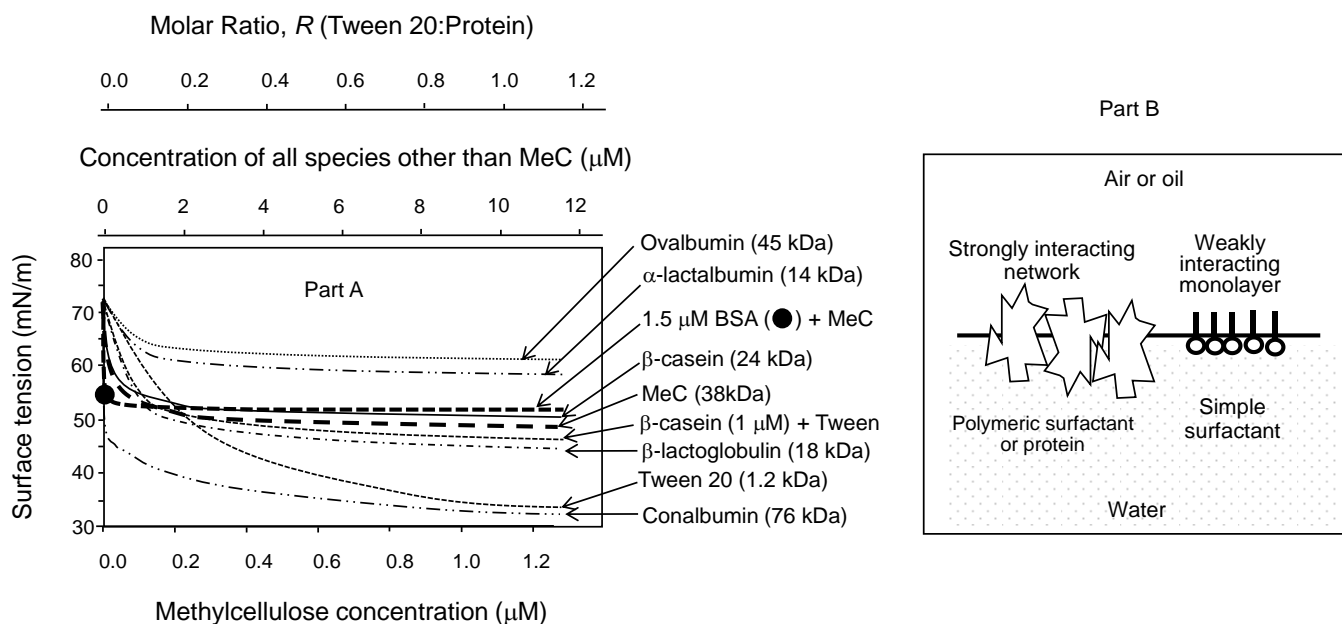 Molar Ratio, R (Tween 20:Protein)
0.0 0.2 0.4 0.6 0.8 1.0 1.2
Concentration of all species other than MeC (μM)
0 2 4 6 8 10 12
Surface tension (mN/m)
80
70
60
50
40
30
Part A
0.0 0.2 0.4 0.6 0.8 1.0 1.2
Methylcellulose concentration (μM)
Ovalbumin (45 kDa)
α-lactalbumin (14 kDa)
1.5 μM BSA (●) + MeC
β-casein (24 kDa)
MeC (38kDa)
β-casein (1 μM) + Tween
β-lactoglobulin (18 kDa)
Tween 20 (1.2 kDa)
Conalbumin (76 kDa)
Part B
Air or oil
Strongly interacting
network
Weakly
interacting
monolayer
Polymeric surfactant
or protein
Simple
surfactant
Water